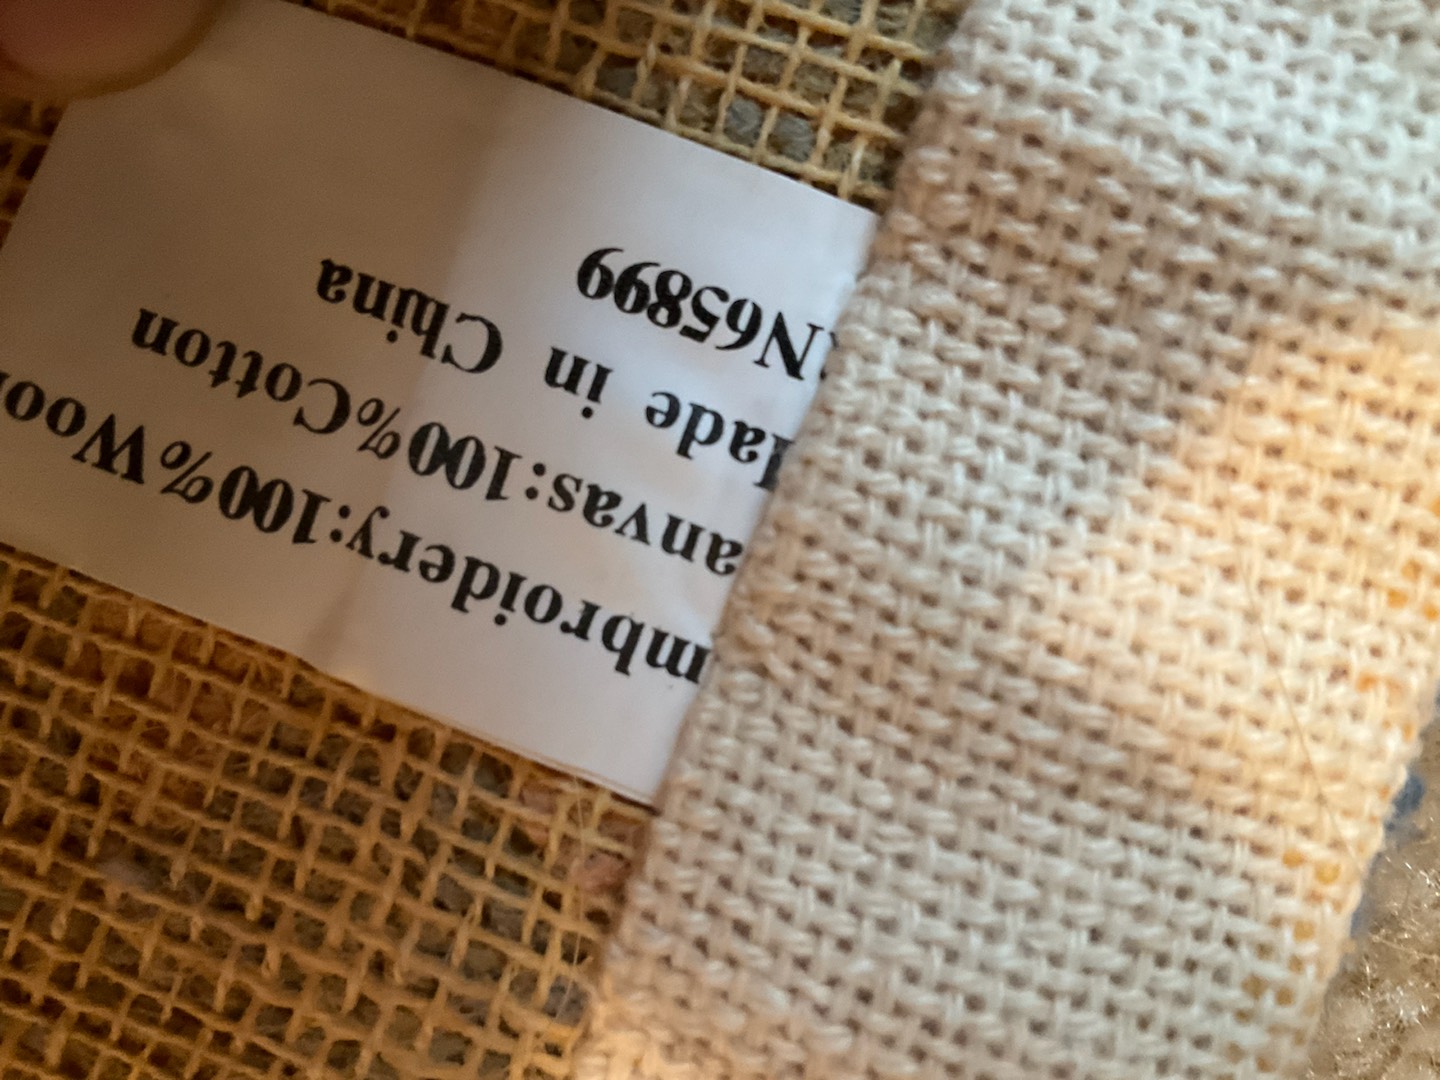 mbroidery:100%Woo
anvas:100%Cotton
ade in China
N65899